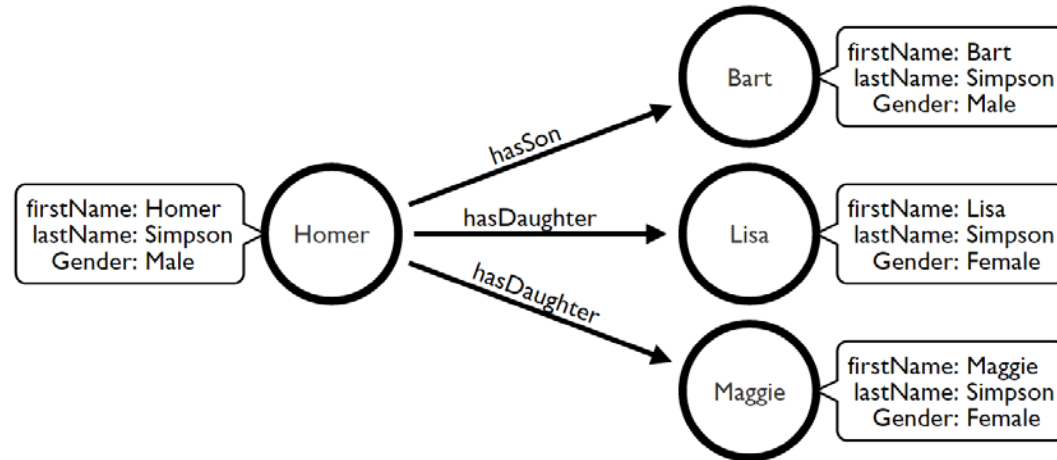 firstName: Homer
lastName: Simpson
Gender: Male
Homer
hasSon
hasDaughter
hasDaughter
Bart
firstName: Bart
lastName: Simpson
Gender: Male
Lisa
firstName: Lisa
lastName: Simpson
Gender: Female
Maggie
firstName: Maggie
lastName: Simpson
Gender: Female